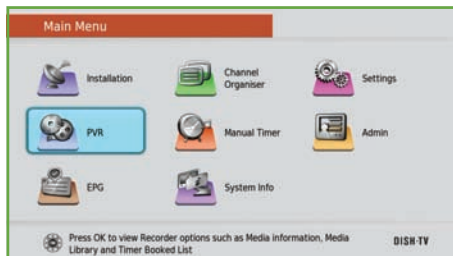 Main Menu
Installation
Channel
Organiser
Settings
PVR
Manual Timer
Admin
EPG
System Info
Press OK to view Recorder options such as Media information, Media
Library and Timer Booked List
DISH-TV